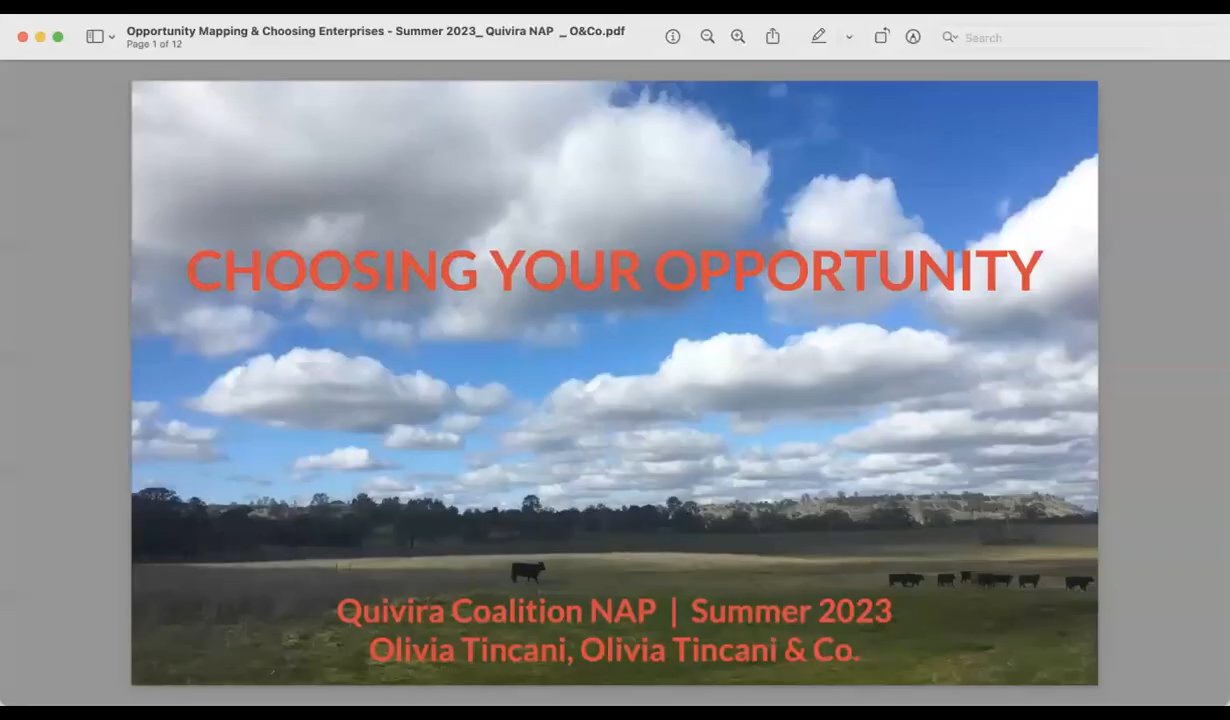 Opportunity Mapping & Choosing Enterprises - Summer 2023_ Quivira NAP _ O&Co.pdf
Page 1 of 12
Search
CHOOSING YOUR OPPORTUNITY
Quivira Coalition NAP | Summer 2023
Olivia Tincani, Olivia Tincani & Co.